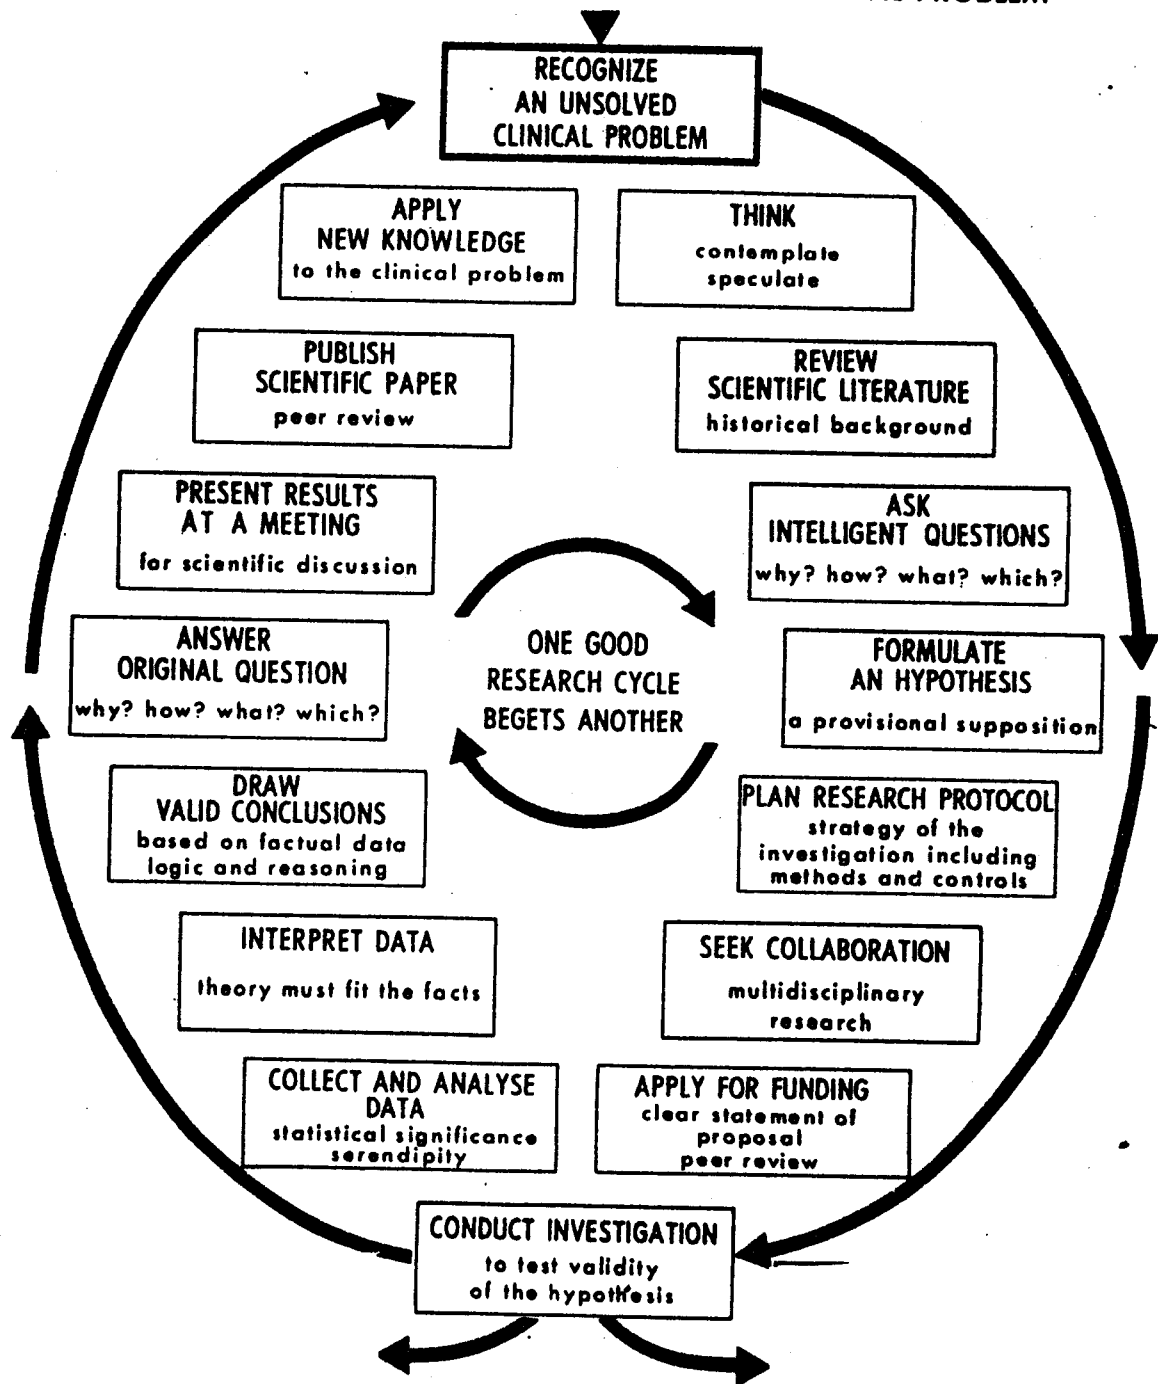 PROBLEM
RECOGNIZE
AN UNSOLVED
CLINICAL PROBLEM
THINK
contemplate
speculate
REVIEW
SCIENTIFIC LITERATURE
historical background
ASK
INTELLIGENT QUESTIONS
why? how? what? which?
FORMULATE
AN HYPOTHESIS
a provisional supposition
PLAN RESEARCH PROTOCOL
strategy of the
investigation including
methods and controls
SEEK COLLABORATION
multidisciplinary
research
APPLY FOR FUNDING
clear statement of
proposal
peer review
CONDUCT INVESTIGATION
to test validity
of the hypothesis
COLLECT AND ANALYSE
DATA
statistical significance
serendipity
INTERPRET DATA
theory must fit the facts
DRAW
VALID CONCLUSIONS
based on factual data
logic and reasoning
ANSWER
ORIGINAL QUESTION
why? how? what? which?
PRESENT RESULTS
AT A MEETING
for scientific discussion
PUBLISH
SCIENTIFIC PAPER
peer review
APPLY
NEW KNOWLEDGE
to the clinical problem
ONE GOOD
RESEARCH CYCLE
BEGETS ANOTHER